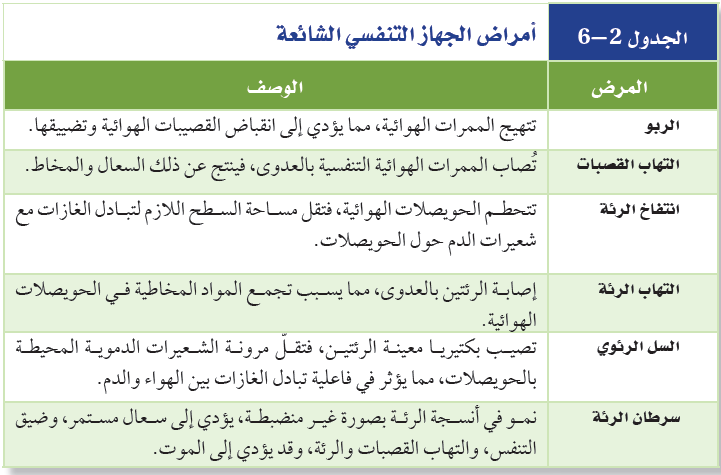 الجدول 2–6 أمراض الجهاز التنفسي الشائعة
المرض الوصف
الربو تتهيج الممرات الهوائية، مما يؤدي إلى انقباض القصيبات الهوائية وتضييقها.
التهاب القصبات تُصاب الممرات الهوائية التنفسية بالعدوى، فينتج عن ذلك السعال والمخاط.
انتفاخ الرئة تتحطم الحويصلات الهوائية، فتقل مساحة السطح اللازم لتبادل الغازات مع
شعيرات الدم حول الحويصلات.
التهاب الرئة إصابة الرئتين بالعدوى، مما يسبب تجمع المواد المخاطية في الحويصلات
الهوائية.
السل الرئوي تصيب بكتيريا معينة الرئتين، فتقلّ مرونة الشعيرات الدموية المحيطة
بالحويصلات، مما يؤثر في فاعلية تبادل الغازات بين الهواء والدم.
سرطان الرئة نمو في أنسجة الرئة بصورة غير منضبطة، يؤدي إلى سعال مستمر، وضيق
التنفس، والتهاب القصبات والرئة، وقد يؤدي إلى الموت.